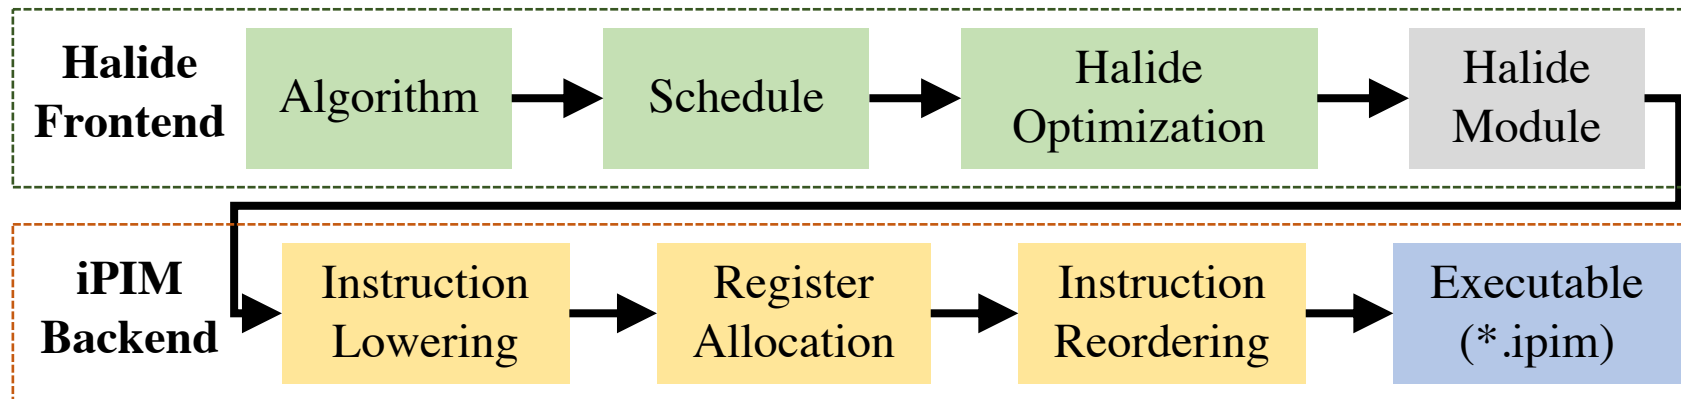 Halide
Frontend
Algorithm
Schedule
Halide
Optimization
Halide
Module
iPIM
Backend
Instruction
Lowering
Register
Allocation
Instruction
Reordering
Executable
(*.ipim)